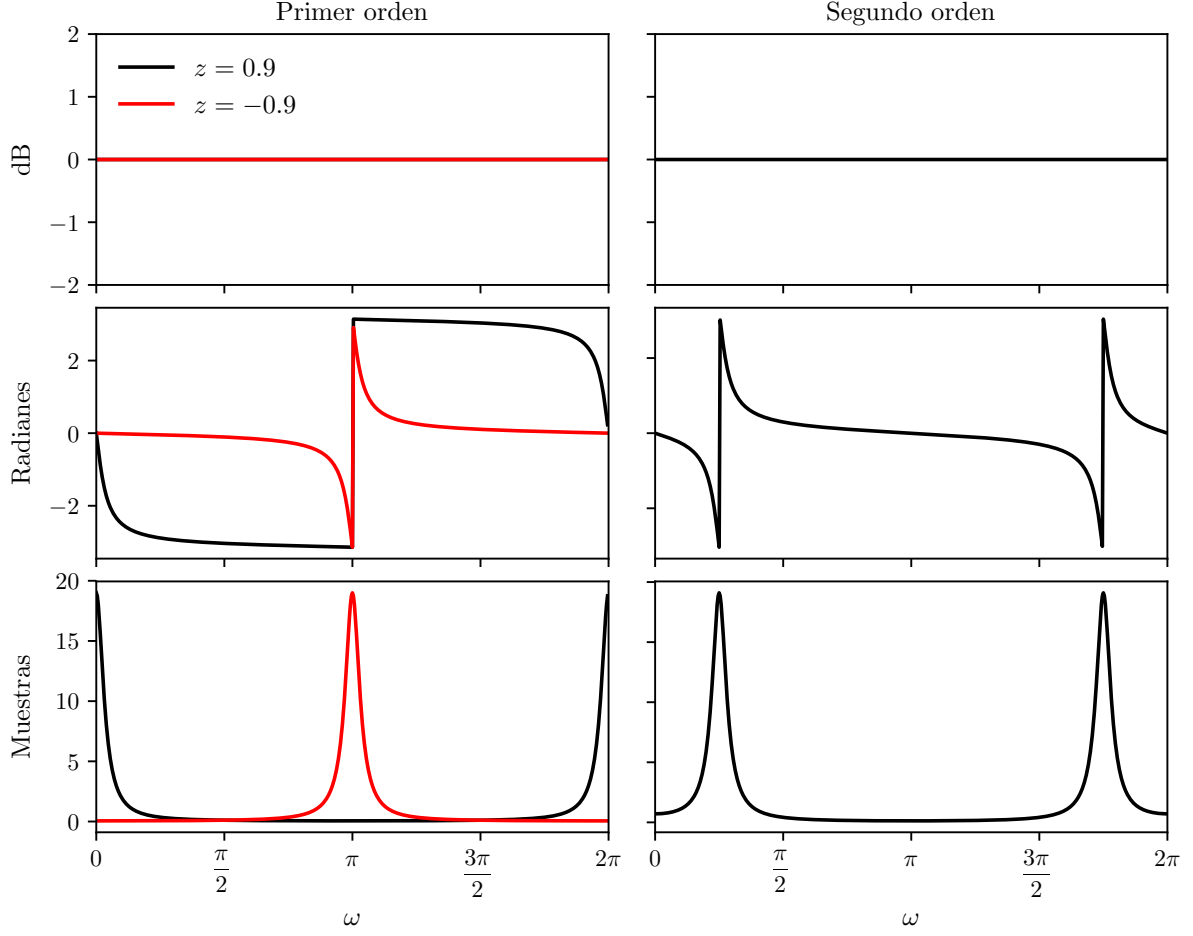 Primer orden
Segundo orden
2
1
0
−1
−2
dB
z = 0.9
z = −0.9
2
0
−2
Radianes
20
15
10
5
0
Muestras
0
π/2
π
3π/2
2π
ω
0
π/2
π
3π/2
2π
ω